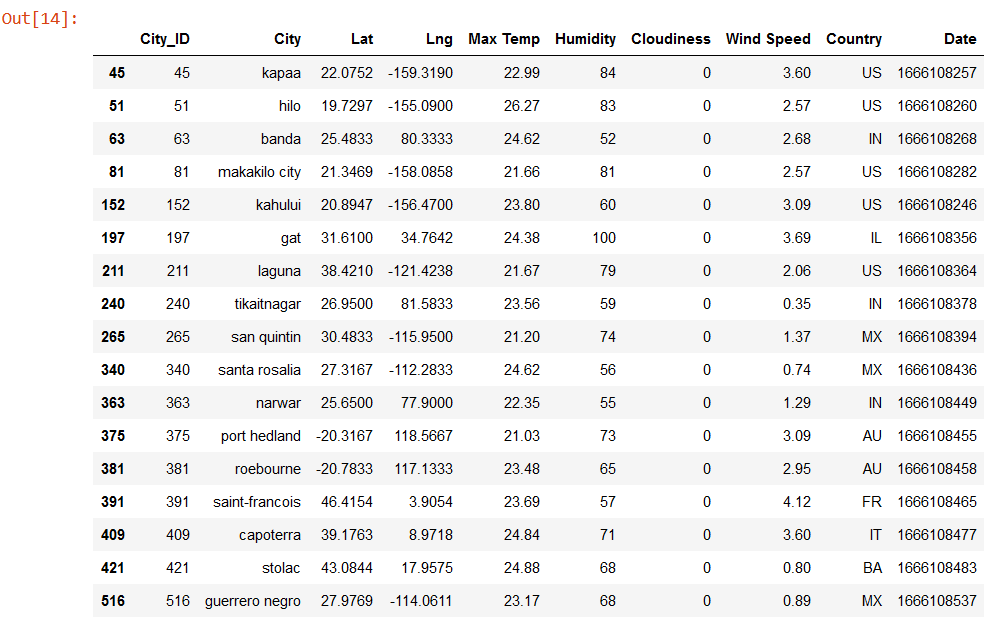 Out[14]:
City_ID City Lat Lng Max Temp Humidity Cloudiness Wind Speed Country Date
45 45 kapaa 22.0752 -159.3190 22.99 84 0 3.60 US 1666108257
51 51 hilo 19.7297 -155.0900 26.27 83 0 2.57 US 1666108260
63 63 banda 25.4833 80.3333 24.62 52 0 2.68 IN 1666108268
81 81 makakilo city 21.3469 -158.0858 21.66 81 0 2.57 US 1666108282
152 152 kahului 20.8947 -156.4700 23.80 60 0 3.09 US 1666108246
197 197 gat 31.6100 34.7642 24.38 100 0 3.69 IL 1666108356
211 211 laguna 38.4210 -121.4238 21.67 79 0 2.06 US 1666108364
240 240 tikaitnagar 26.9500 81.5833 23.56 59 0 0.35 IN 1666108378
265 265 san quintin 30.4833 -115.9500 21.20 74 0 1.37 MX 1666108394
340 340 santa rosalia 27.3167 -112.2833 24.62 56 0 0.74 MX 1666108436
363 363 narwar 25.6500 77.9000 22.35 55 0 1.29 IN 1666108449
375 375 port hedland -20.3167 118.5667 21.03 73 0 3.09 AU 1666108455
381 381 roebourne -20.7833 117.1333 23.48 65 0 2.95 AU 1666108458
391 391 saint-francois 46.4154 3.9054 23.69 57 0 4.12 FR 1666108465
409 409 capoterra 39.1763 8.9718 24.84 71 0 3.60 IT 1666108477
421 421 stolac 43.0844 17.9575 24.88 68 0 0.80 BA 1666108483
516 516 guerrero negro 27.9769 -114.0611 23.17 68 0 0.89 MX 1666108537